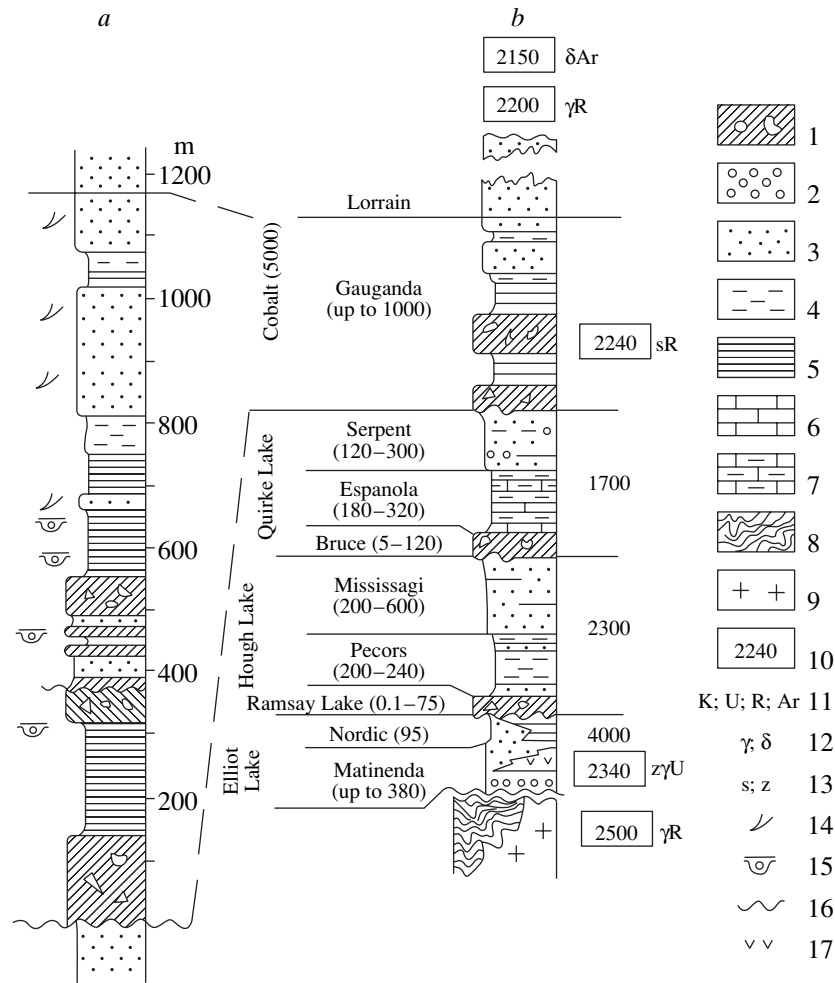 a
b
2150 δAr
2200 γR
m
1200
1000
800
600
400
200
Cobalt (5000)
Quirke Lake
Hough Lake
Elliot
Lake
Lorrain
Gauganda
(up to 1000)
2240 sR
Serpent
(120–300)
1700
Espanola
(180–320)
Bruce (5–120)
Mississagi
(200–600)
2300
Pecors
(200–240)
Ramsay Lake (0.1–75)
Nordic (95)
4000
2340 zγU
Matinenda
(up to 380)
2500 γR
1
2
3
4
5
6
7
8
9
2240 10
K; U; R; Ar 11
γ; δ 12
s; z 13
14
15
16
17